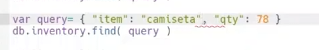 var query= { "item": "camiseta", "qty": 78 }
db.inventory.find( query )